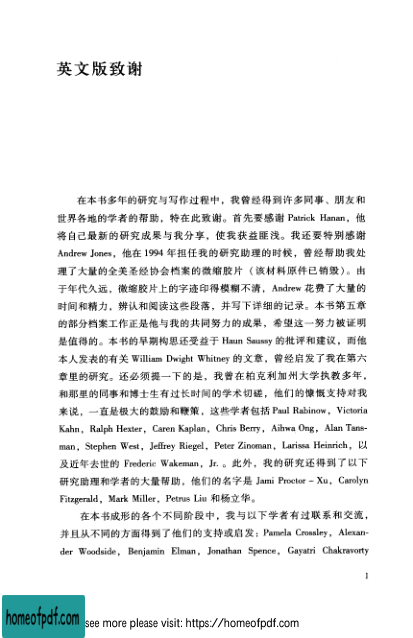 英文版致谢
在本书多年的研究与写作过程中，我曾经得到许多同事、朋友和
世界各地的学者的帮助，特在此致谢。首先要感谢 Patrick Hanan，他
将自己最新的研究成果与我分享，使我获益匪浅。我还要特别感谢
Andrew Jones，他在 1994 年担任我的研究助理的时候，曾经帮助我处
理了大量的全美圣经协会档案的微缩胶片（该材料原件已销毁）。由
于年代久远，微缩胶片上的字迹印得模糊不清，Andrew 花费了大量的
时间和精力，辨认和阅读这些段落，并写下详细的记录。本书第五章
的部分档案工作正是他与我的共同努力的成果，希望这一努力被证明
是值得的。本书的早期构思还受益于 Haun Saussy 的批评和建议，而他
本人发表的有关 William Dwight Whitney 的文章，曾经启发了我在第六
章里的研究。还必须提一下的是，我曾在柏克利加州大学执教多年，
和那里的同事和博士生有过长时间的学术切磋，他们的慷慨支持对我
来说，一直是极大的鼓励和鞭策，这些学者包括 Paul Rabinow, Victoria
Kahn, Ralph Hexter, Caren Kaplan, Chris Berry, Aihwa Ong, Alan Tans-
man, Stephen West, Jeffrey Riegel, Peter Zinoman, Larissa Heinrich, 以
及近年去世的 Frederic Wakeman, Jr.。此外，我的研究还得到了以下
研究助理和学者的大量帮助，他们的名字是 Jami Proctor – Xu, Carolyn
Fitzgerald, Mark Miller, Petrus Liu 和杨立华。
在本书成形的各个不同阶段中，我与以下学者有过联系和交流，
并且从不同的方面得到了他们的支持或启发：Pamela Crossley, Alexan-
der Woodside, Benjamin Elman, Jonathan Spence, Gayatri Chakravorty
1
homeofpdf.com
see more please visit: https://homeofpdf.com